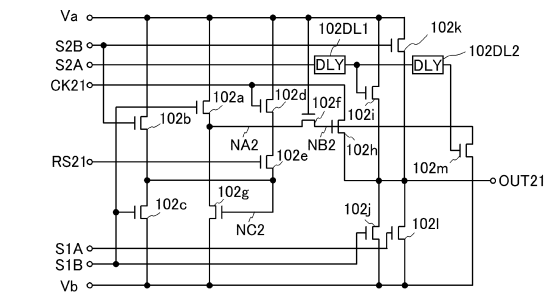 Va
102DL1
102k
S2B
102DL2
S2A
DLY
DLY
CK21
102a
102d
102b
102f
102i
NA2
NB2
102h
RS21
102e
102m
OUT21
102c
102g
102j
102l
NC2
S1A
S1B
Vb